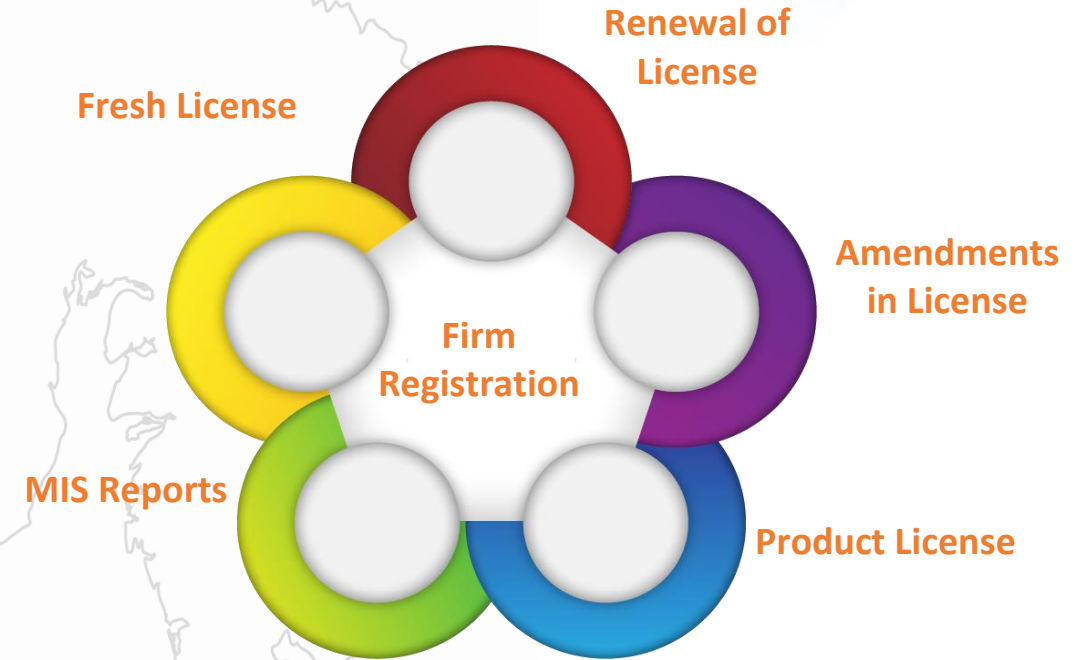 Renewal of
License
Fresh License
Amendments
in License
Firm
Registration
MIS Reports
Product License